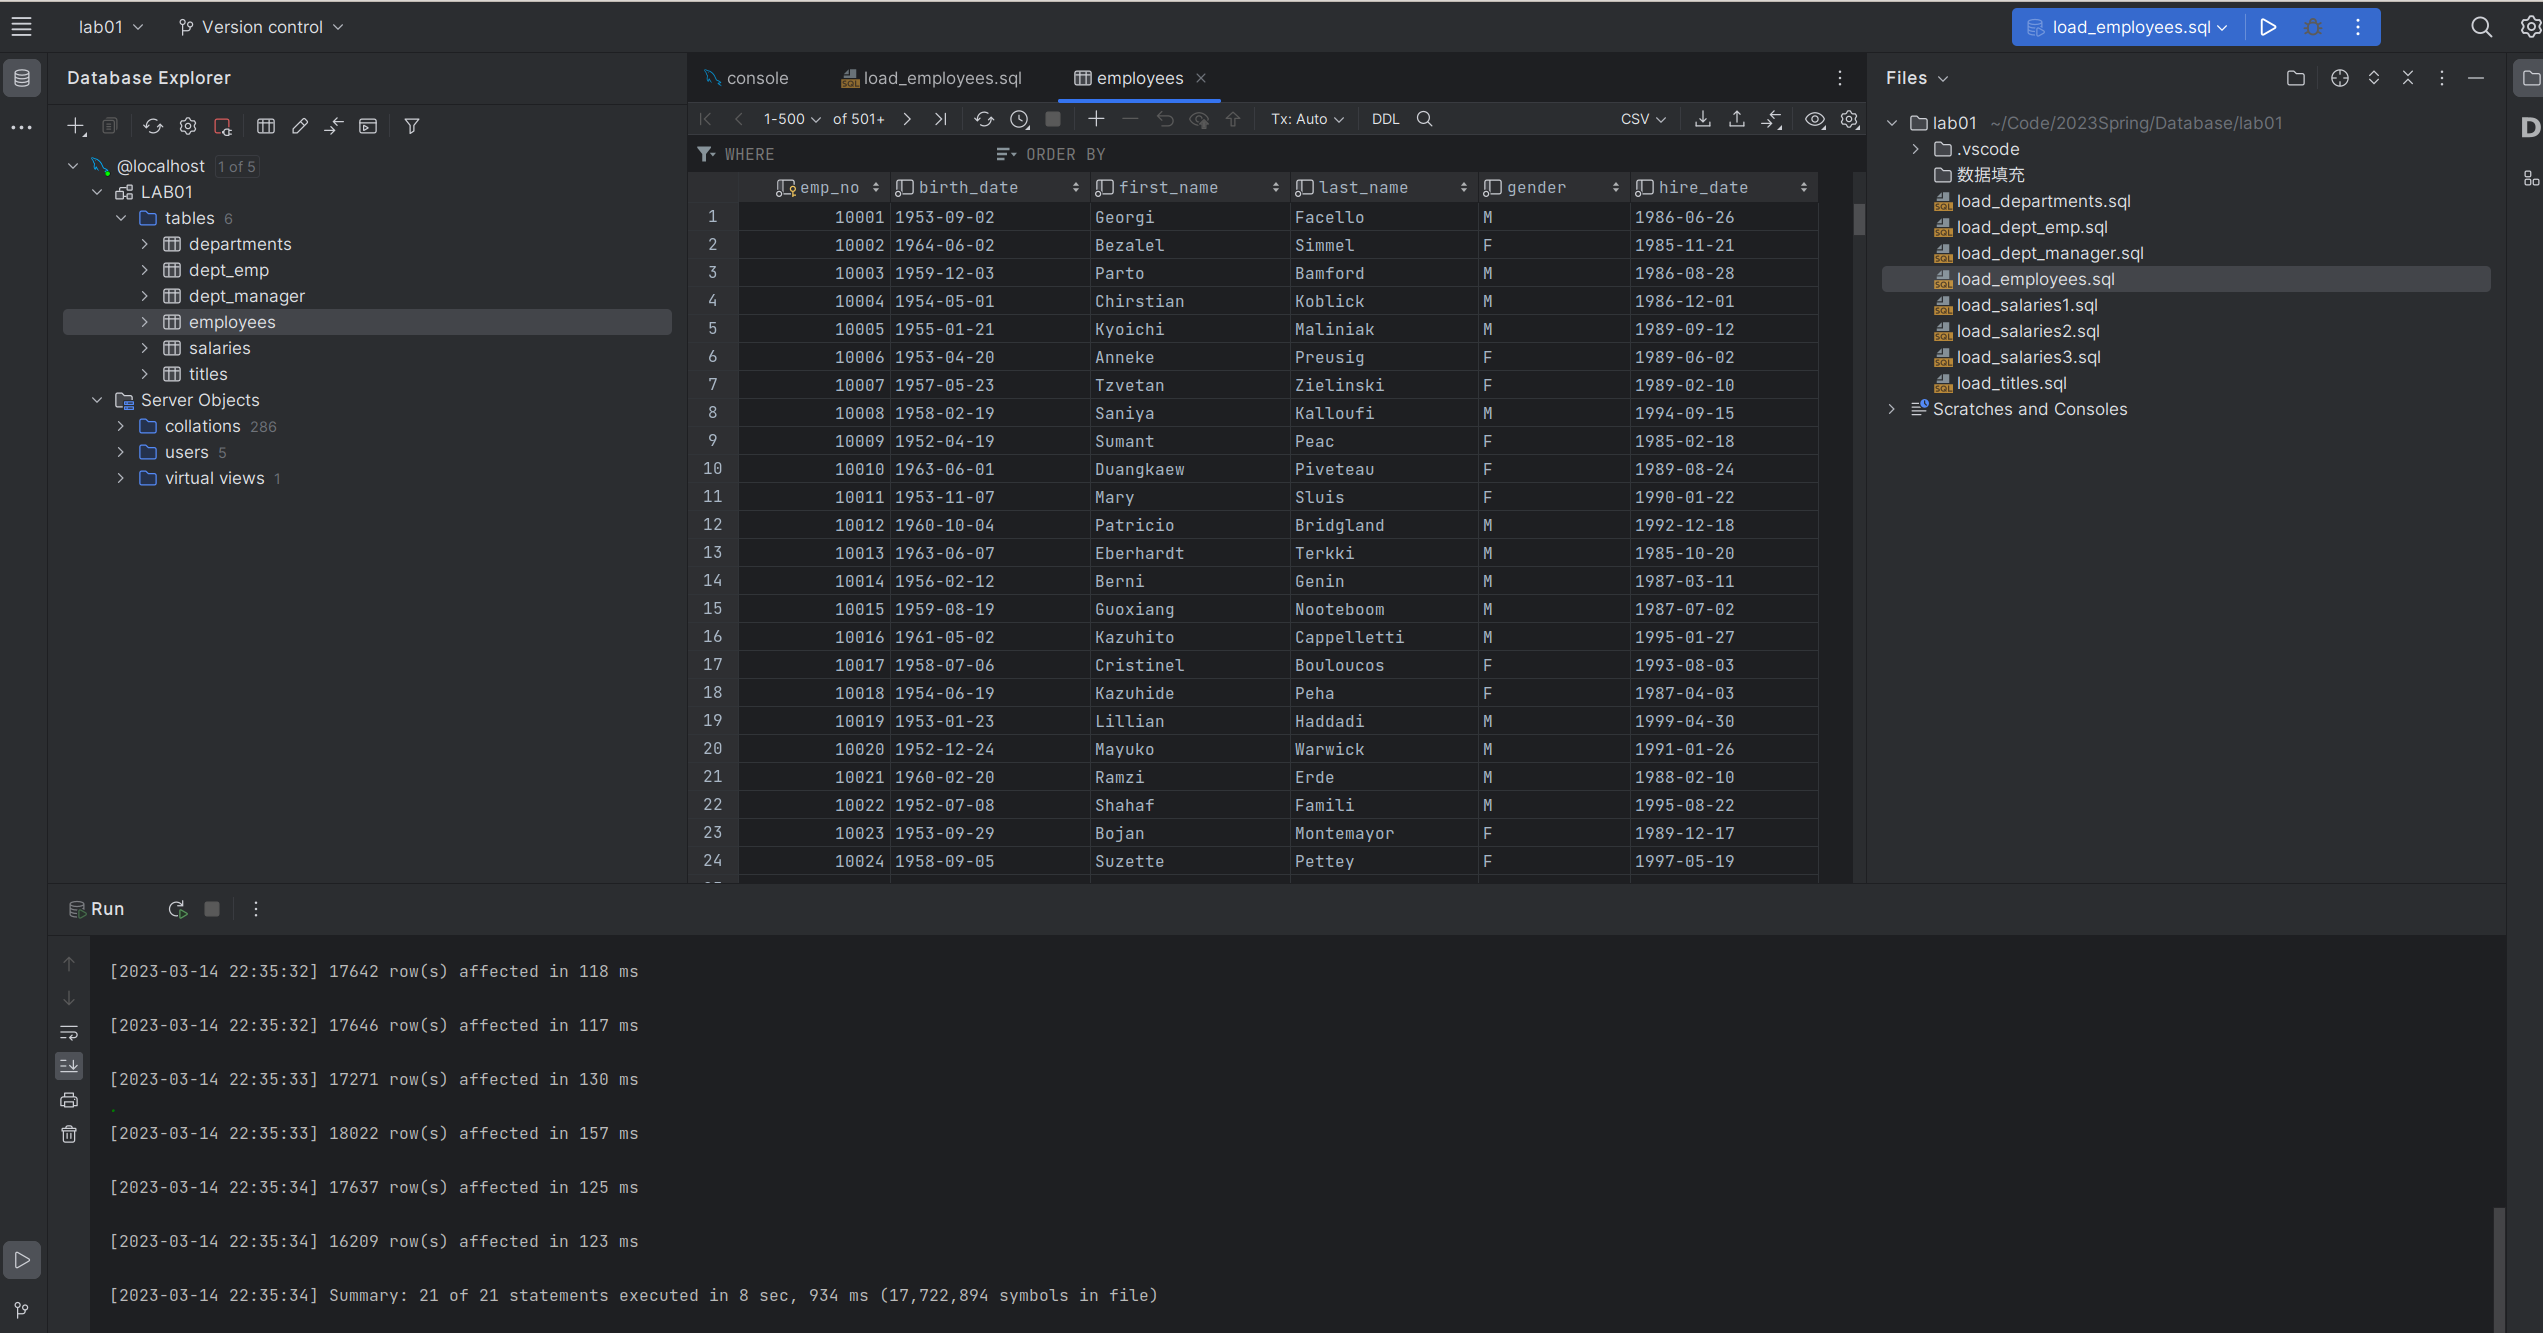 lab01 Version control load_employees.sql
Database Explorer
@localhost 1 of 5
LAB01
tables 6
departments
dept_emp
dept_manager
employees
salaries
titles
Server Objects
collations 286
users 5
virtual views 1
console load_employees.sql employees
1-500 of 501+ Tx: Auto DDL CSV
WHERE ORDER BY
emp_no birth_date first_name last_name gender hire_date
1 10001 1953-09-02 Georgi Facello M 1986-06-26
2 10002 1964-06-02 Bezalel Simmel F 1985-11-21
3 10003 1959-12-03 Parto Bamford M 1986-08-28
4 10004 1954-05-01 Chirstian Koblick M 1986-12-01
5 10005 1955-01-21 Kyoichi Maliniak M 1989-09-12
6 10006 1953-04-20 Anneke Preusig F 1989-06-02
7 10007 1957-05-23 Tzvetan Zielinski F 1989-02-10
8 10008 1958-02-19 Saniya Kalloufi M 1994-09-15
9 10009 1952-04-19 Sumant Peac F 1985-02-18
10 10010 1963-06-01 Duangkaew Piveteau F 1989-08-24
11 10011 1953-11-07 Mary Sluis F 1990-01-22
12 10012 1960-10-04 Patricio Bridgland M 1992-12-18
13 10013 1963-06-07 Eberhardt Terkki M 1985-10-20
14 10014 1956-02-12 Berni Genin M 1987-03-11
15 10015 1959-08-19 Guoxiang Nooteboom M 1987-07-02
16 10016 1961-05-02 Kazuhito Cappelletti M 1995-01-27
17 10017 1958-07-06 Cristinel Bouloucos F 1993-08-03
18 10018 1954-06-19 Kazuhide Peha F 1987-04-03
19 10019 1953-01-23 Lillian Haddadi M 1999-04-30
20 10020 1952-12-24 Mayuko Warwick M 1991-01-26
21 10021 1960-02-20 Ramzi Erde M 1988-02-10
22 10022 1952-07-08 Shahaf Famili M 1995-08-22
23 10023 1953-09-29 Bojan Montemayor F 1989-12-17
24 10024 1958-09-05 Suzette Pettey F 1997-05-19
Files
lab01 ~/Code/2023Spring/Database/lab01
.vscode
数据填充
load_departments.sql
load_dept_emp.sql
load_dept_manager.sql
load_employees.sql
load_salaries1.sql
load_salaries2.sql
load_salaries3.sql
load_titles.sql
Scratches and Consoles
D
Run
[2023-03-14 22:35:32] 17642 row(s) affected in 118 ms
[2023-03-14 22:35:32] 17646 row(s) affected in 117 ms
[2023-03-14 22:35:33] 17271 row(s) affected in 130 ms
[2023-03-14 22:35:33] 18022 row(s) affected in 157 ms
[2023-03-14 22:35:34] 17637 row(s) affected in 125 ms
[2023-03-14 22:35:34] 16209 row(s) affected in 123 ms
[2023-03-14 22:35:34] Summary: 21 of 21 statements executed in 8 sec, 934 ms (17,722,894 symbols in file)